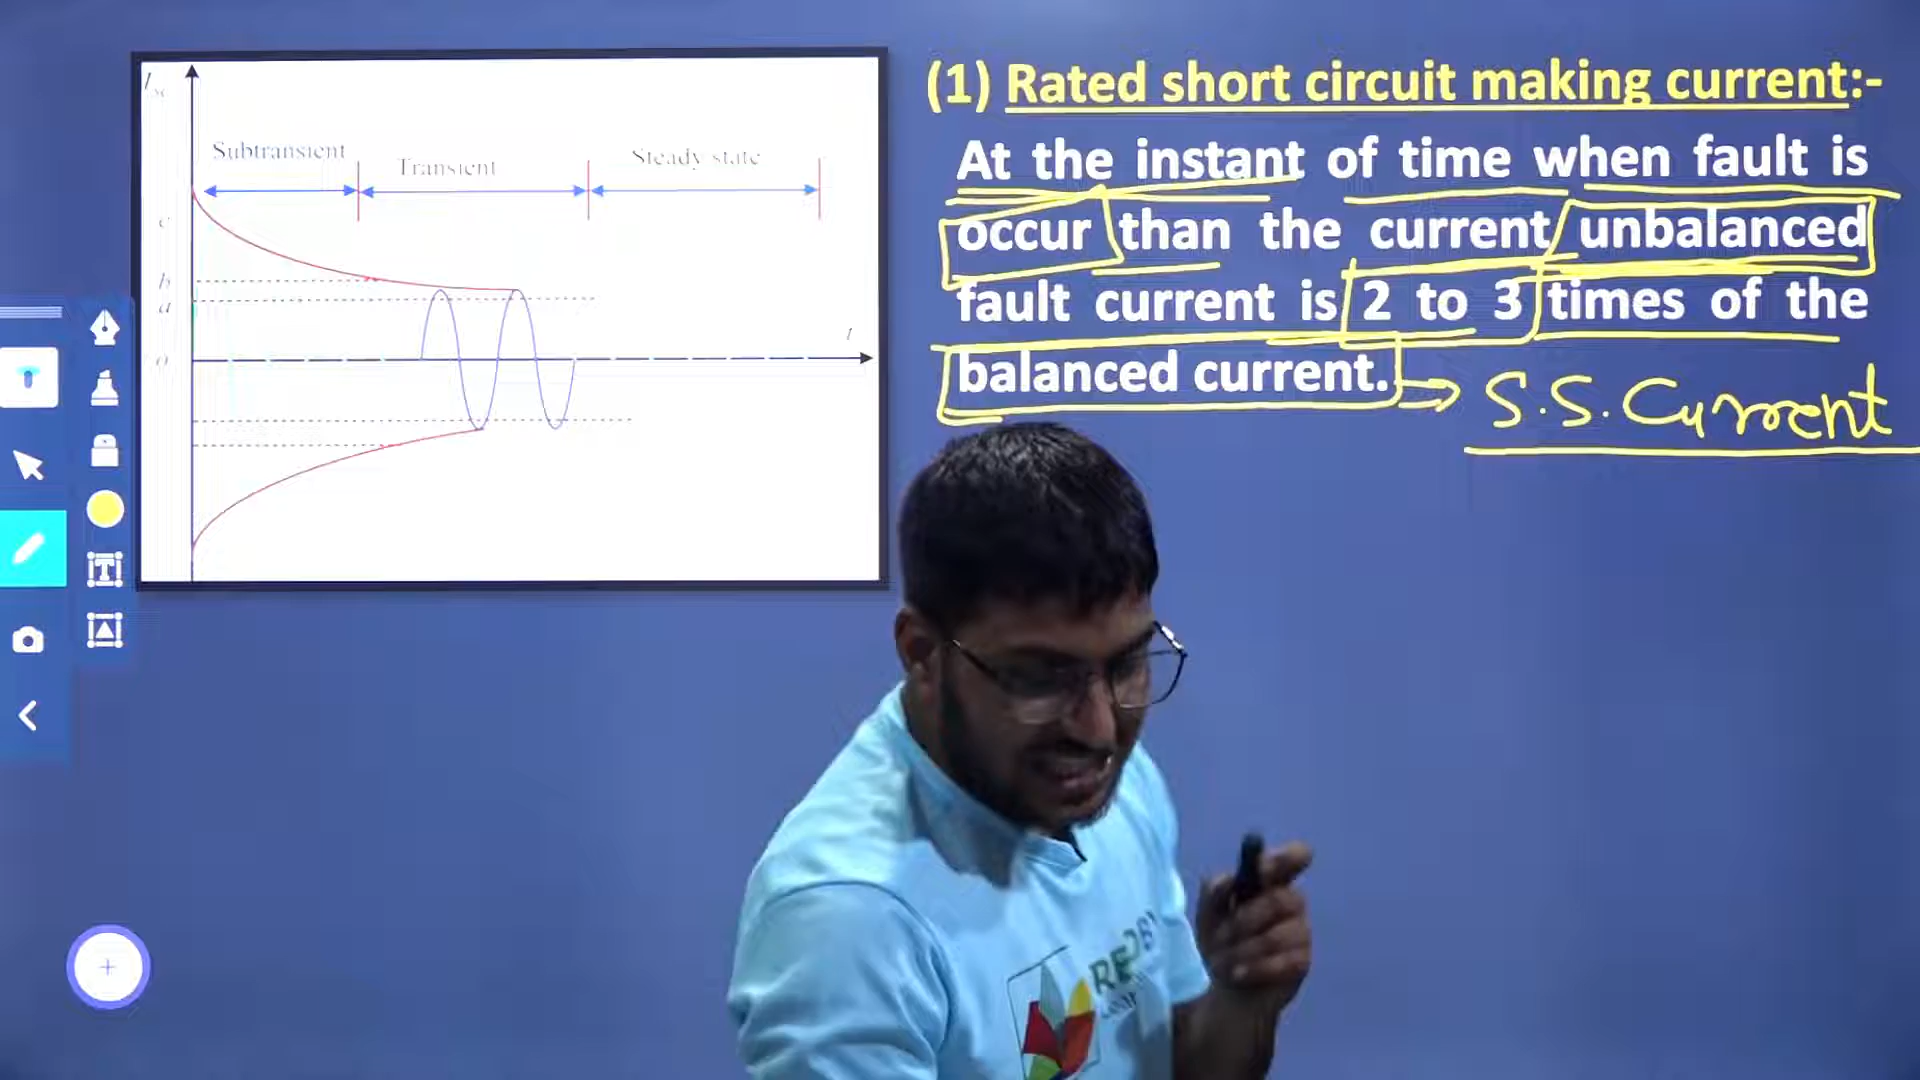 Subtransient
Transient
Steady state
c
b
a
o
t
(1) Rated short circuit making current:-
At the instant of time when fault is
occur than the current unbalanced
fault current is 2 to 3 times of the
balanced current. → S.S. Current